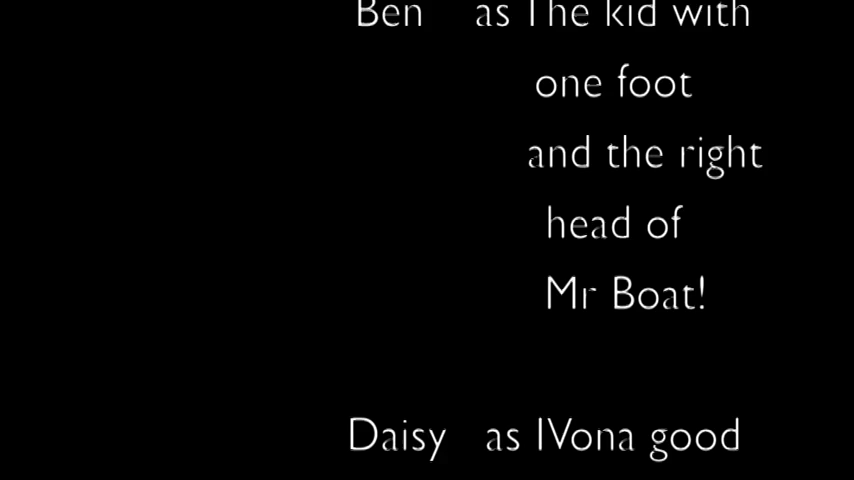 Ben as The kid with
one foot
and the right
head of
Mr Boat!
Daisy as IVona good